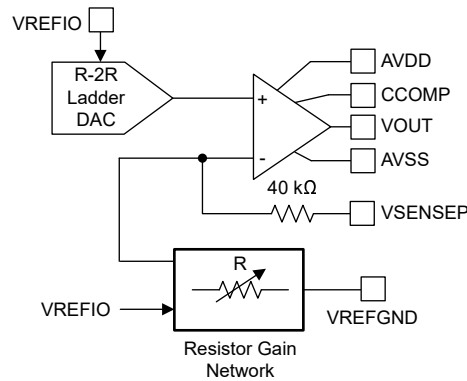 VREFIO
R-2R
Ladder
DAC
+
-
AVDD
CCOMP
VOUT
AVSS
40 kΩ
VSENSEP
R
VREFIO
VREFGND
Resistor Gain
Network